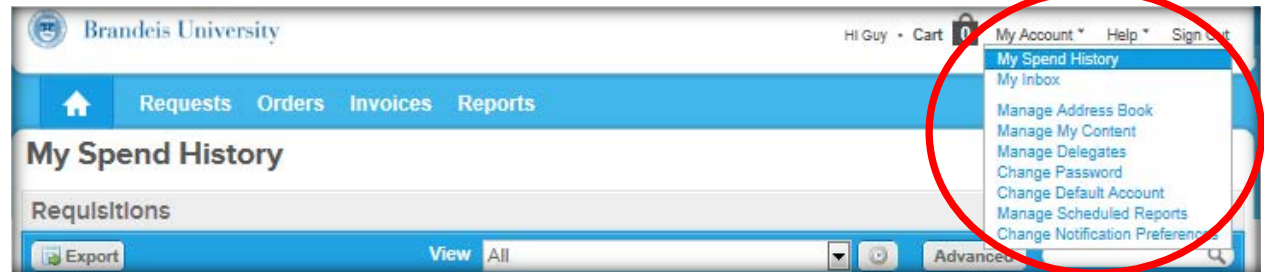 Brandeis University
Hi Guy • Cart 0 My Account Help Sign Out
My Spend History
My Inbox
Requests Orders Invoices Reports
Manage Address Book
Manage My Content
Manage Delegates
Change Password
Change Default Account
Manage Scheduled Reports
Change Notification Preferences
My Spend History
Requisitions
Export View All Advanced